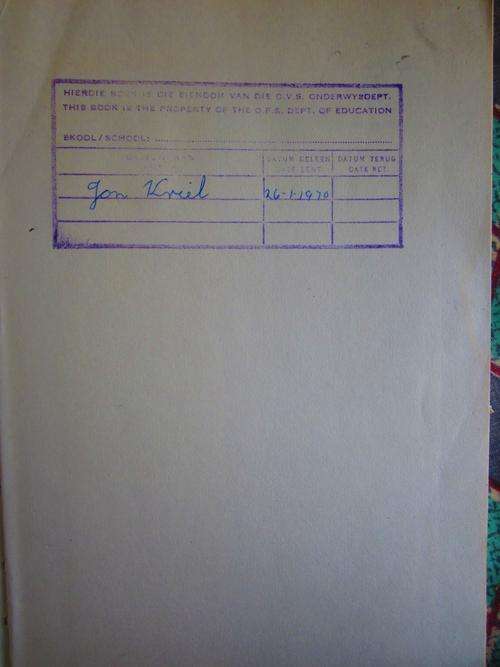 HIERDIE BOEK IS DIE EIENDOM VAN DIE O.V.S. ONDERWYSDEPT.
THIS BOOK IS THE PROPERTY OF THE O.F.S. DEPT. OF EDUCATION
SKOOL/SCHOOL:
DATUM GELEEN DATUM TERUG
DATE LENT DATE RET
Jan Kriel 26-1-1970